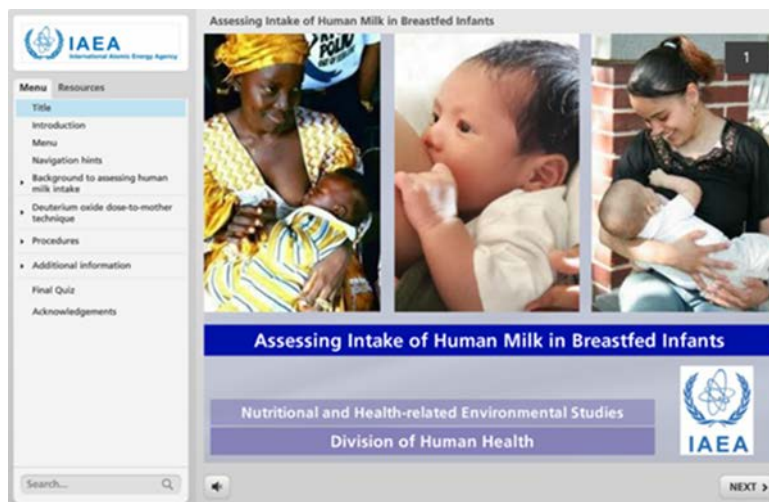 Assessing Intake of Human Milk in Breastfed Infants
IAEA
International Atomic Energy Agency
Menu
Resources
Title
Introduction
Menu
Navigation hints
Background to assessing human
milk intake
Deuterium oxide dose-to-mother
technique
Procedures
Additional information
Final Quiz
Acknowledgements
Search...
1
POLIO
Assessing Intake of Human Milk in Breastfed Infants
Nutritional and Health-related Environmental Studies
Division of Human Health
IAEA
NEXT >